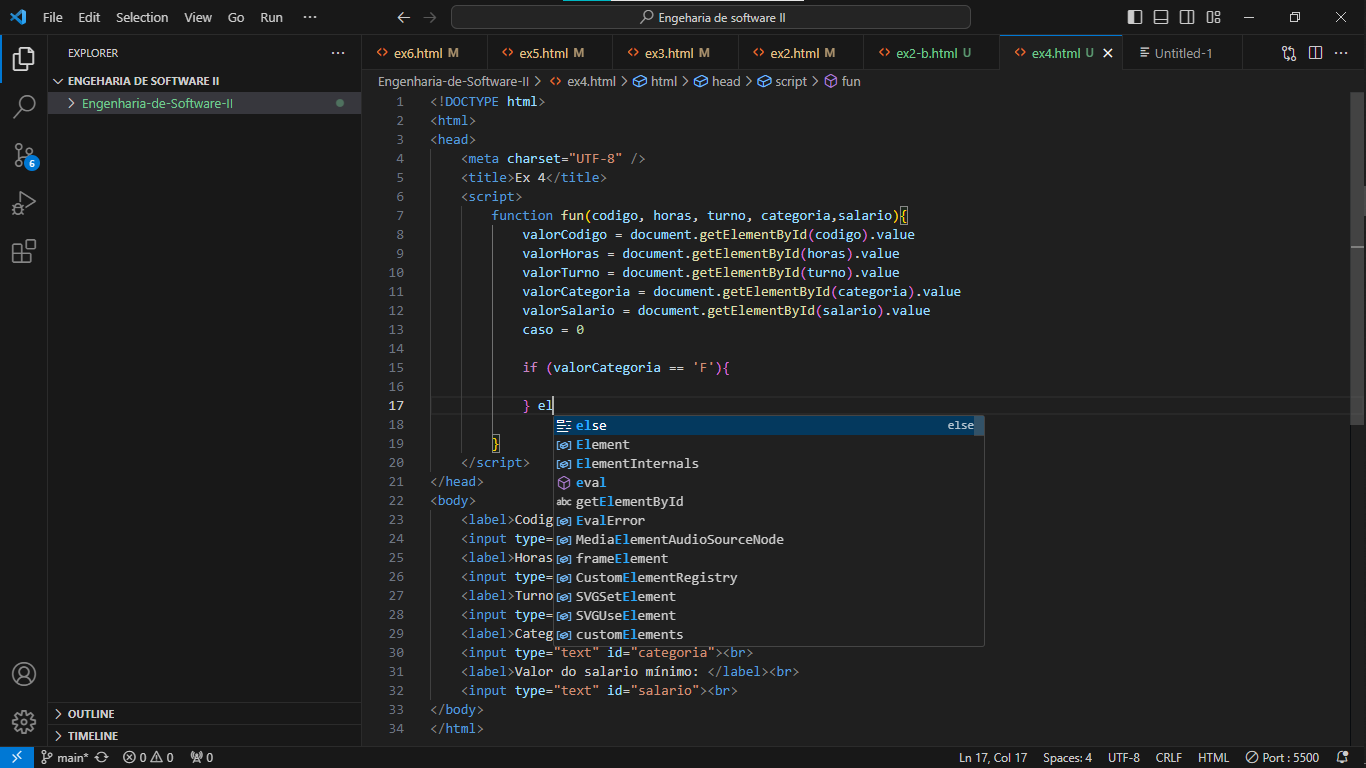 File Edit Selection View Go Run ··· Engeharia de software II
EXPLORER ···
ENGEHARIA DE SOFTWARE II
Engenharia-de-Software-II
OUTLINE
TIMELINE
6
ex6.html M ex5.html M ex3.html M ex2.html M ex2-b.html U ex4.html U Untitled-1
Engenharia-de-Software-II > ex4.html > html > head > script > fun
1 <!DOCTYPE html>
2 <html>
3 <head>
4 <meta charset="UTF-8" />
5 <title>Ex 4</title>
6 <script>
7 function fun(codigo, horas, turno, categoria,salario){
8 valorCodigo = document.getElementById(codigo).value
9 valorHoras = document.getElementById(horas).value
10 valorTurno = document.getElementById(turno).value
11 valorCategoria = document.getElementById(categoria).value
12 valorSalario = document.getElementById(salario).value
13 caso = 0
14
15 if (valorCategoria == 'F'){
16
17 } el
18
19 }
20 </script>
21 </head>
22 <body>
23 <label>Codig
24 <input type=
25 <label>Horas
26 <input type=
27 <label>Turno
28 <input type=
29 <label>Categ
30 <input type="text" id="categoria"><br>
31 <label>Valor do salario mínimo: </label><br>
32 <input type="text" id="salario"><br>
33 </body>
34 </html>
else else
Element
ElementInternals
eval
abc getElementById
EvalError
MediaElementAudioSourceNode
frameElement
CustomElementRegistry
SVGSetElement
SVGUseElement
customElements
main* 0 0 0 Ln 17, Col 17 Spaces: 4 UTF-8 CRLF HTML Port : 5500